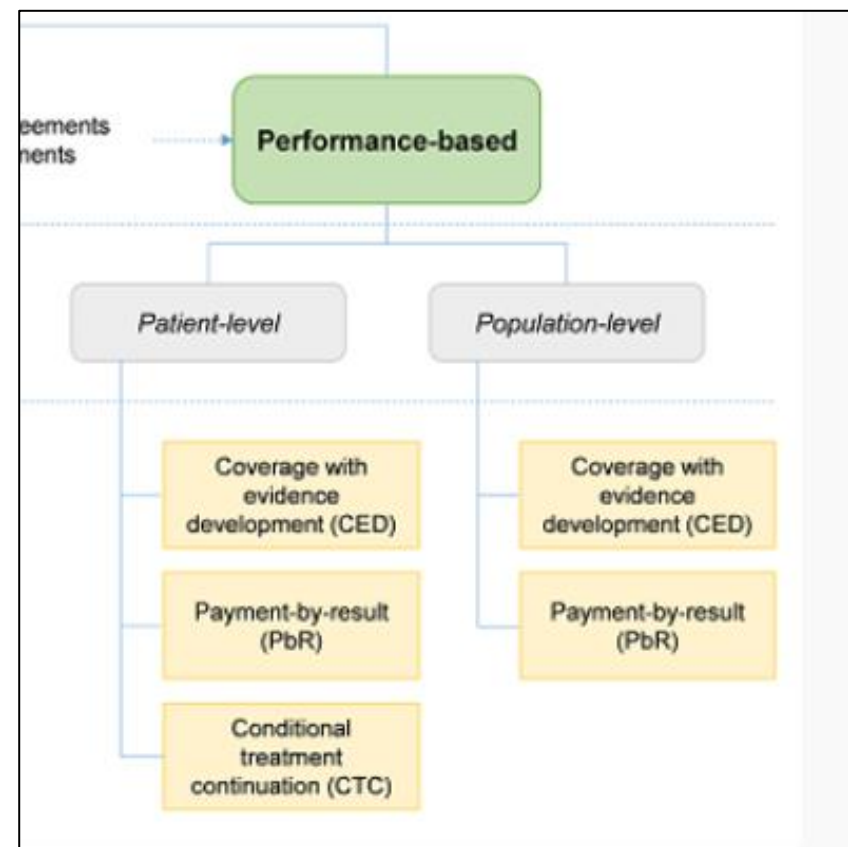 eements
ments
Performance-based
Patient-level
Population-level
Coverage with
evidence
development (CED)
Payment-by-result
(PbR)
Conditional
treatment
continuation (CTC)
Coverage with
evidence
development (CED)
Payment-by-result
(PbR)